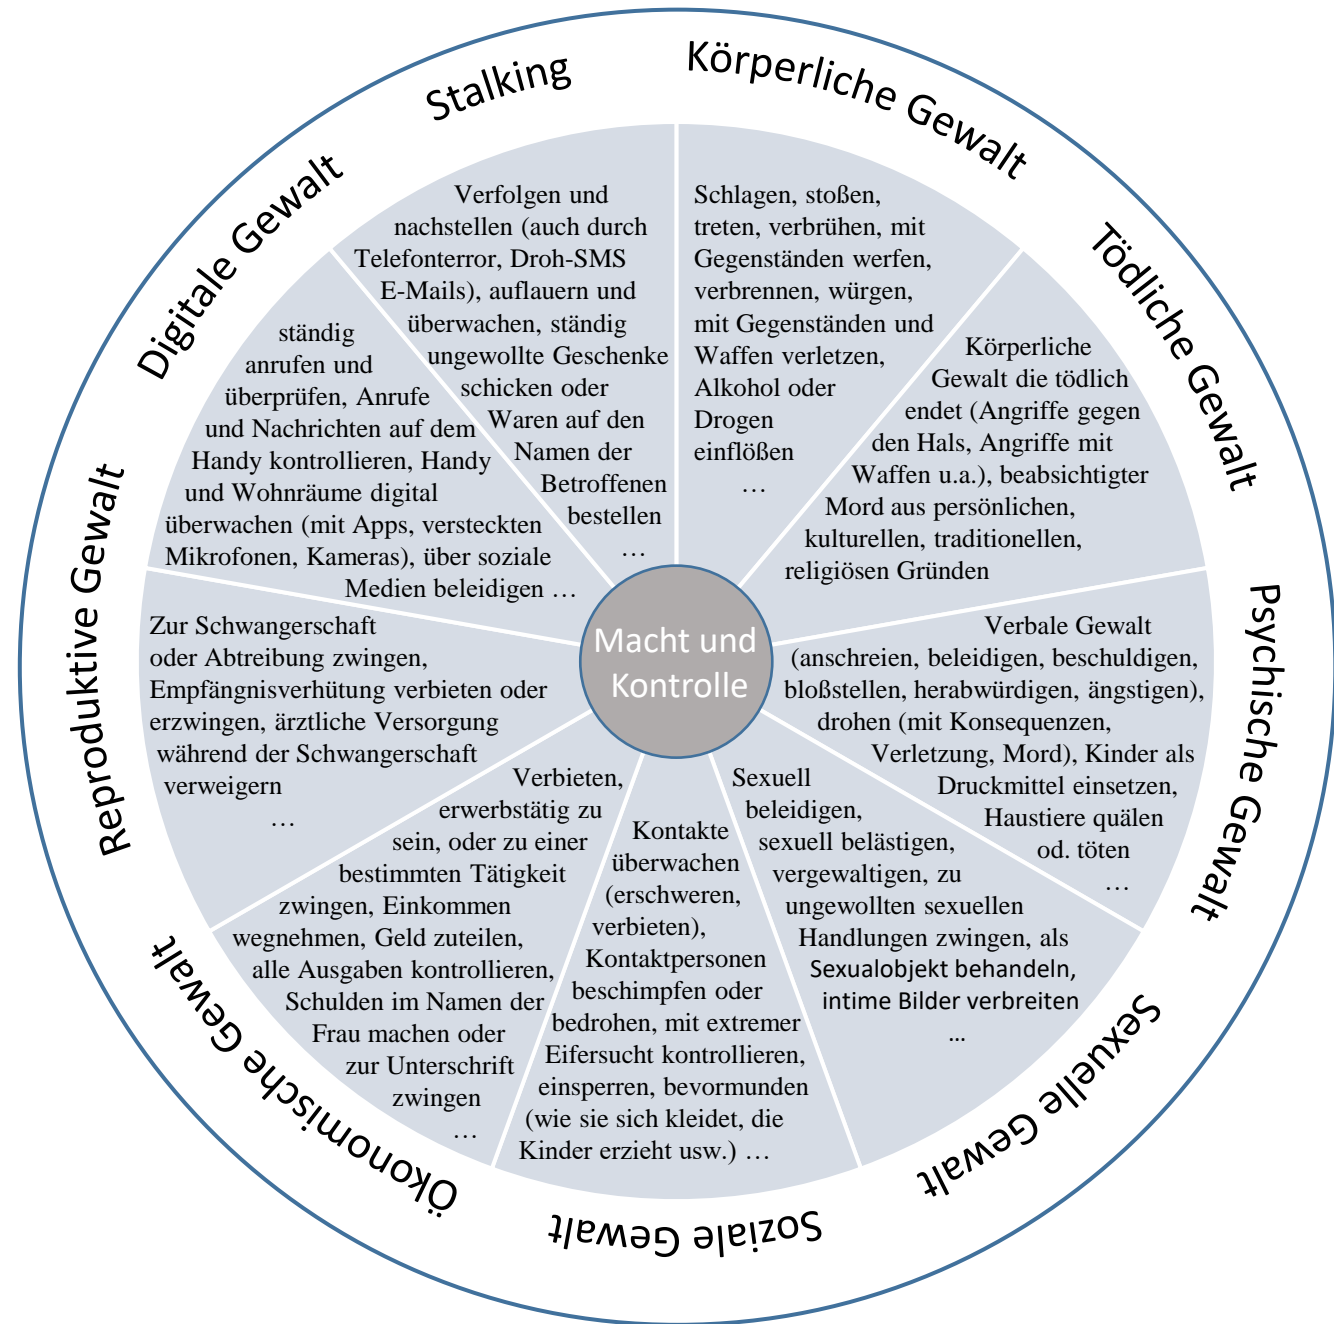 Körperliche Gewalt
Schlagen, stoßen,
treten, verbrühen, mit
Gegenständen werfen,
verbrennen, würgen,
mit Gegenständen und
Waffen verletzen,
Alkohol oder
Drogen
einflößen
…
Tödliche Gewalt
Körperliche
Gewalt die tödlich
endet (Angriffe gegen
den Hals, Angriffe mit
Waffen u.a.), beabsichtigter
Mord aus persönlichen,
kulturellen, traditionellen,
religiösen Gründen
Psychische Gewalt
Verbale Gewalt
(anschreien, beleidigen, beschuldigen,
bloßstellen, herabwürdigen, ängstigen),
drohen (mit Konsequenzen,
Verletzung, Mord), Kinder als
Druckmittel einsetzen,
Haustiere quälen
od. töten
…
Sexuelle Gewalt
Sexuell
beleidigen,
sexuell belästigen,
vergewaltigen, zu
ungewollten sexuellen
Handlungen zwingen, als
Sexualobjekt behandeln,
intime Bilder verbreiten
…
Soziale Gewalt
Kontakte
überwachen
(erschweren,
verbieten),
Kontaktpersonen
beschimpfen oder
bedrohen, mit extremer
Eifersucht kontrollieren,
einsperren, bevormunden
(wie sie sich kleidet, die
Kinder erzieht usw.) …
Ökonomische Gewalt
Verbieten,
erwerbstätig zu
sein, oder zu einer
bestimmten Tätigkeit
zwingen, Einkommen
wegnehmen, Geld zuteilen,
alle Ausgaben kontrollieren,
Schulden im Namen der
Frau machen oder
zur Unterschrift
zwingen
…
Reproduktive Gewalt
Zur Schwangerschaft
oder Abtreibung zwingen,
Empfängnisverhütung verbieten oder
erzwingen, ärztliche Versorgung
während der Schwangerschaft
verweigern
…
Digitale Gewalt
ständig
anrufen und
überprüfen, Anrufe
und Nachrichten auf dem
Handy kontrollieren, Handy
und Wohnräume digital
überwachen (mit Apps, versteckten
Mikrofonen, Kameras), über soziale
Medien beleidigen …
Stalking
Verfolgen und
nachstellen (auch durch
Telefonterror, Droh-SMS
E-Mails), auflauern und
überwachen, ständig
ungewollte Geschenke
schicken oder
Waren auf den
Namen der
Betroffenen
bestellen
…
Macht und
Kontrolle